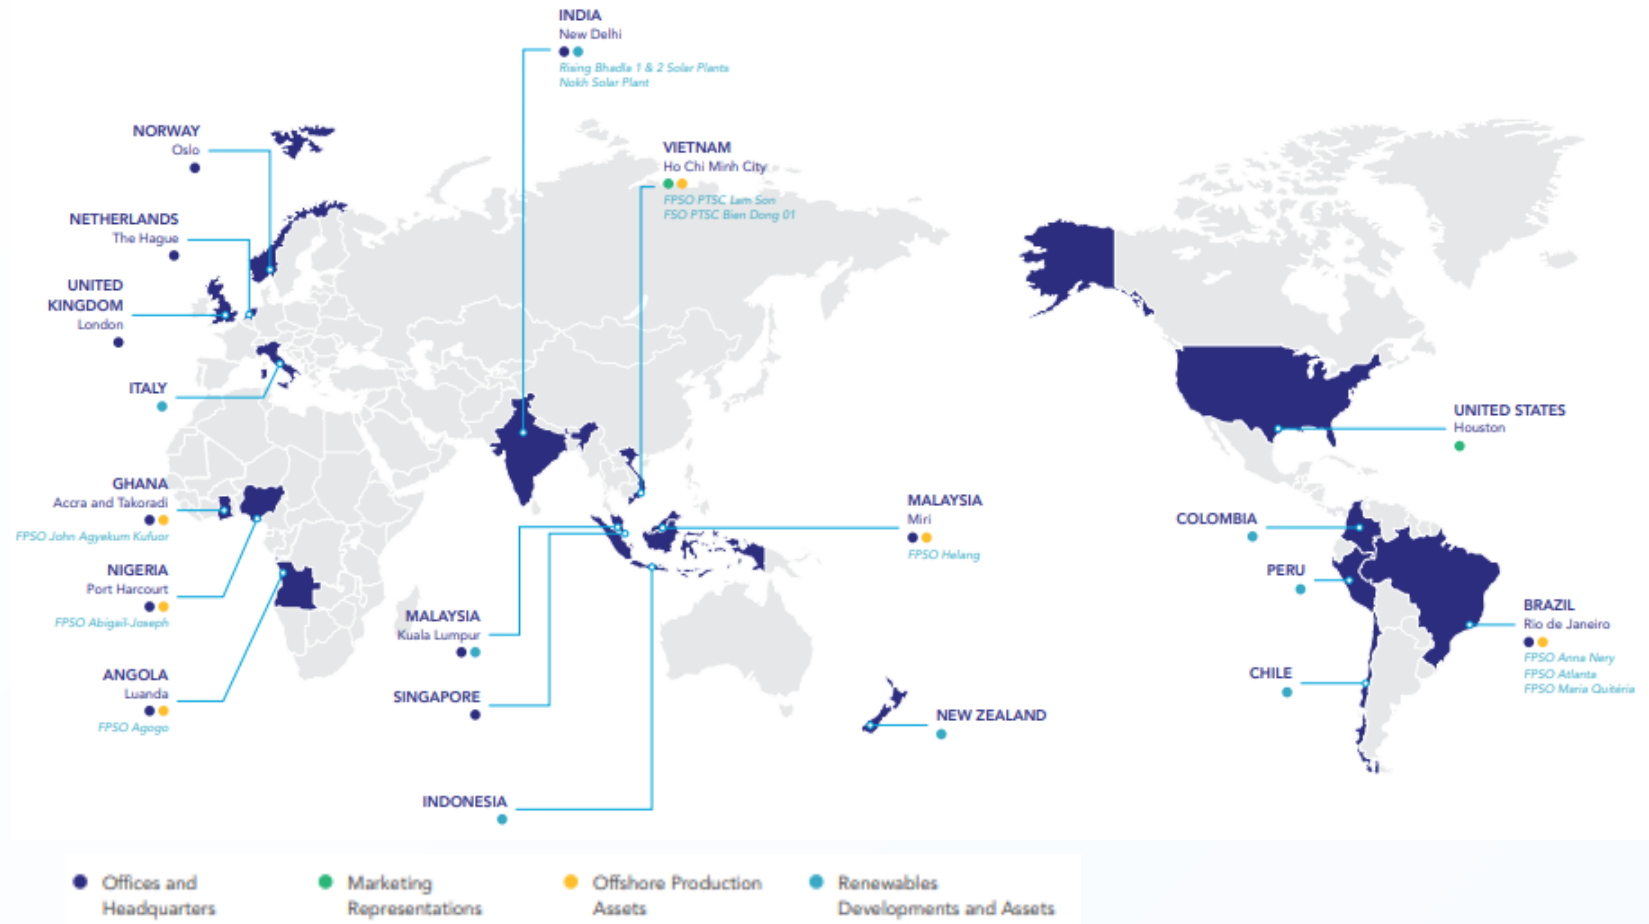 INDIA
New Delhi
Rising Bhadla 1 & 2 Solar Plants
Nokh Solar Plant
NORWAY
Oslo
VIETNAM
Ho Chi Minh City
FPSO PTSC Lam Son
FSO PTSC Bien Dong 01
NETHERLANDS
The Hague
UNITED
KINGDOM
London
ITALY
UNITED STATES
Houston
GHANA
Accra and Takoradi
FPSO John Agyekum Kufuor
MALAYSIA
Miri
FPSO Helang
COLOMBIA
NIGERIA
Port Harcourt
FPSO Abigail-Joseph
PERU
MALAYSIA
Kuala Lumpur
BRAZIL
Rio de Janeiro
FPSO Anna Nery
FPSO Atlanta
FPSO Maria Quitéria
ANGOLA
Luanda
FPSO Agogo
CHILE
SINGAPORE
NEW ZEALAND
INDONESIA
Offices and
Headquarters
Marketing
Representations
Offshore Production
Assets
Renewables
Developments and Assets